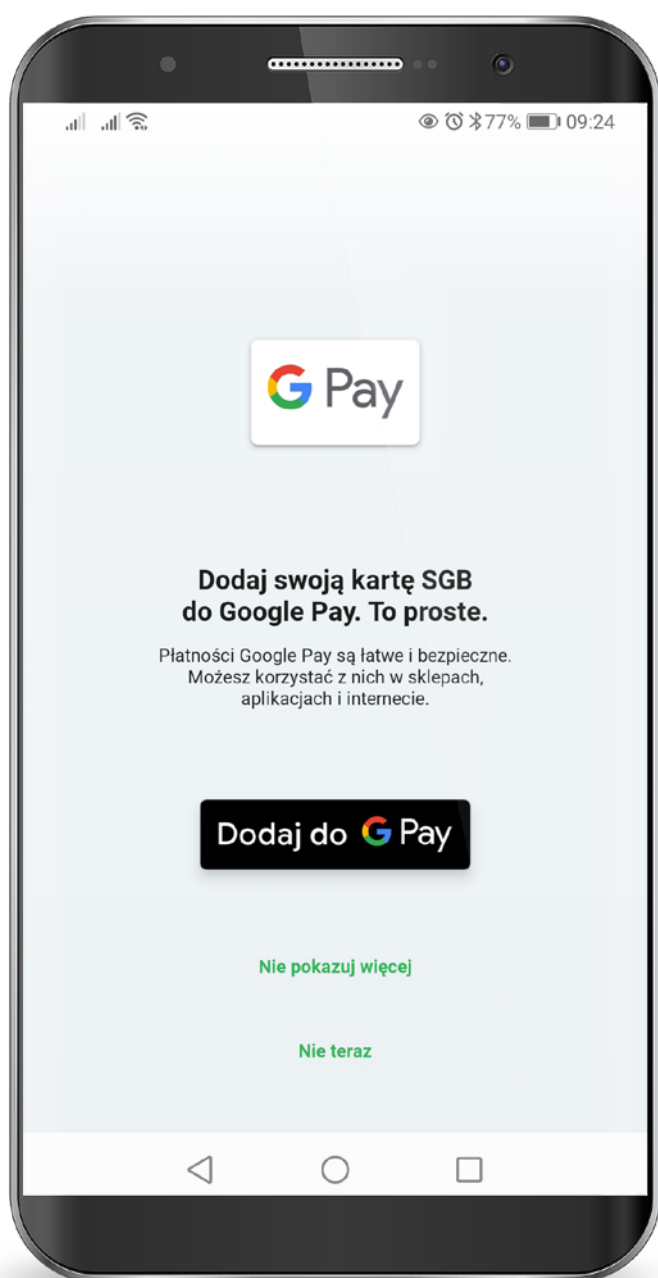 77% 09:24
G Pay
Dodaj swoją kartę SGB
do Google Pay. To proste.
Płatności Google Pay są łatwe i bezpieczne.
Możesz korzystać z nich w sklepach,
aplikacjach i internecie.
Dodaj do G Pay
Nie pokazuj więcej
Nie teraz